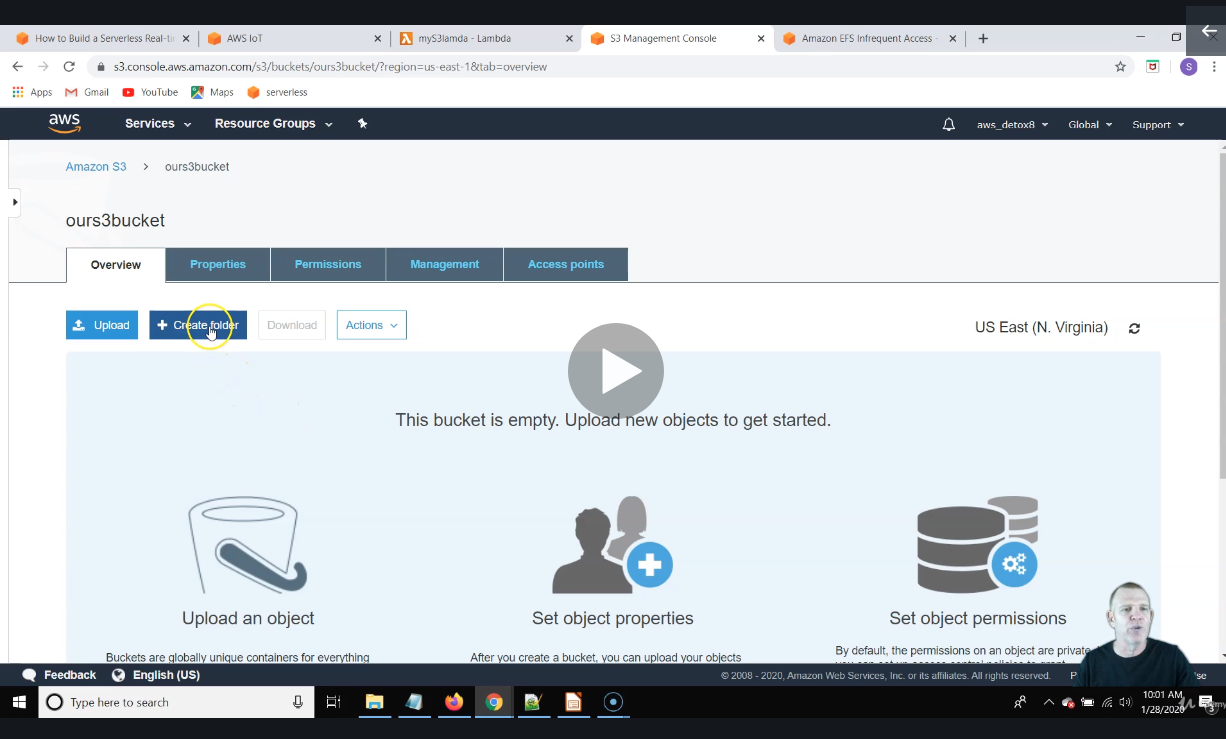 How to Build a Serverless Real-ti
AWS IoT
myS3lamda - Lambda
S3 Management Console
Amazon EFS Infrequent Access -
s3.console.aws.amazon.com/s3/buckets/ours3bucket/?region=us-east-1&tab=overview
S
Apps Gmail YouTube Maps serverless
aws Services Resource Groups aws_detox8 Global Support
Amazon S3 > ours3bucket
ours3bucket
Overview Properties Permissions Management Access points
Upload + Create folder Download Actions US East (N. Virginia)
This bucket is empty. Upload new objects to get started.
Upload an object Set object properties Set object permissions
Buckets are globally unique containers for everything After you create a bucket, you can upload your objects By default, the permissions on an object are private,
Feedback English (US) © 2008 - 2020, Amazon Web Services, Inc. or its affiliates. All rights reserved.
Type here to search
10:01 AM
1/28/2020
3